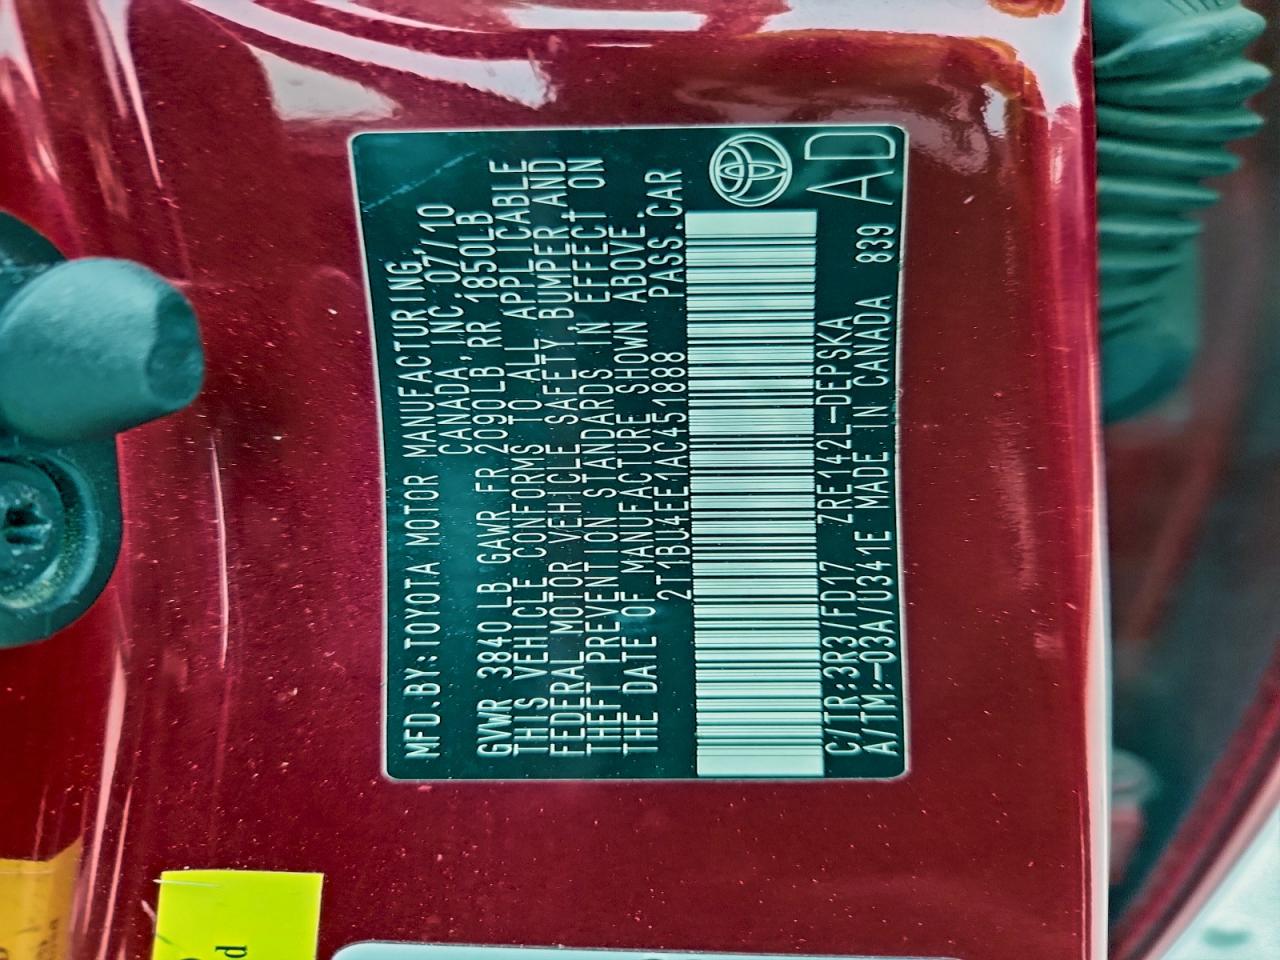 MFD.BY:TOYOTA MOTOR MANUFACTURING,
CANADA, INC. 07/10
GVWR 3840LB GAWR FR 2090LB RR 1850LB
THIS VEHICLE CONFORMS TO ALL APPLICABLE
FEDERAL MOTOR VEHICLE SAFETY,BUMPER,AND
THEFT PREVENTION STANDARDS IN EFFECT ON
THE DATE OF MANUFACTURE SHOWN ABOVE.
2T1BU4EE1AC451888 PASS.CAR
C/TR:3R3/FD17 ZRE142L-DEPSKA
A/TM:-03A/U341E MADE IN CANADA 839
AD
d